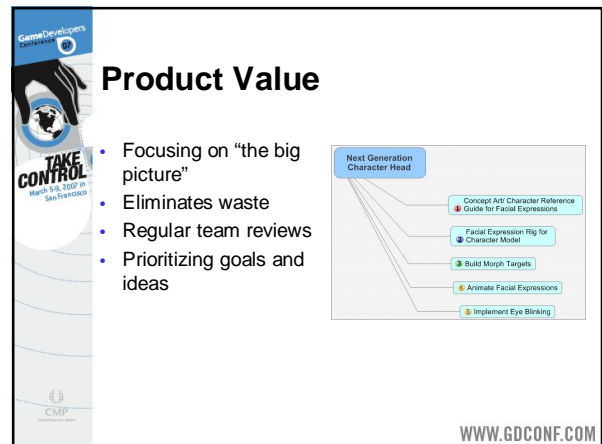 GameDevelopers
Conference 07
TAKE
CONTROL
March 5-9, 2007 in
San Francisco
CMP
Product Value
• Focusing on “the big
picture”
• Eliminates waste
• Regular team reviews
• Prioritizing goals and
ideas
Next Generation
Character Head
Concept Art/ Character Reference
1 Guide for Facial Expressions
Facial Expression Rig for
2 Character Model
3 Build Morph Targets
4 Animate Facial Expressions
5 Implement Eye Blinking
WWW.GDCONF.COM